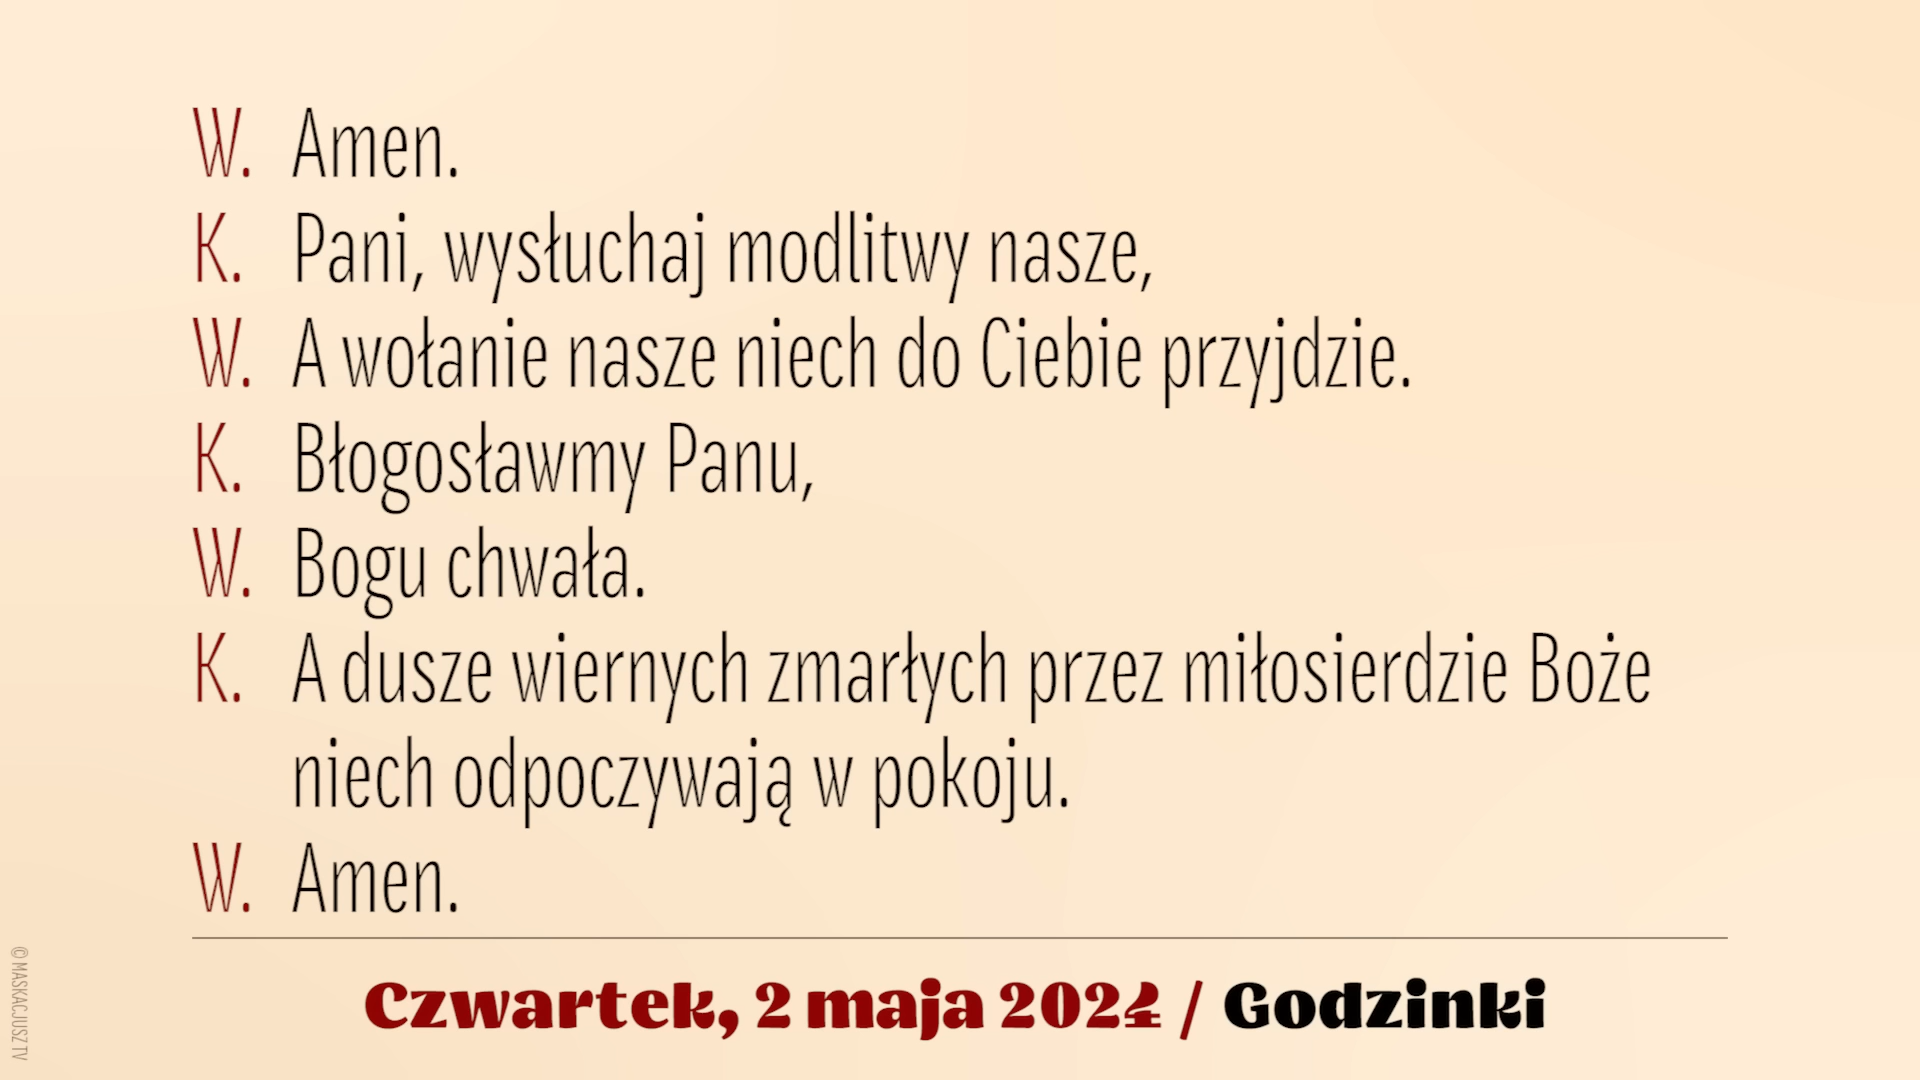 W. Amen.
K. Pani, wysłuchaj modlitwy nasze,
W. A wołanie nasze niech do Ciebie przyjdzie.
K. Błogosławmy Panu,
W. Bogu chwała.
K. A dusze wiernych zmarłych przez miłosierdzie Boże
niech odpoczywają w pokoju.
W. Amen.
Czwartek, 2 maja 2024 / Godzinki
© MASKACJUSZ TV